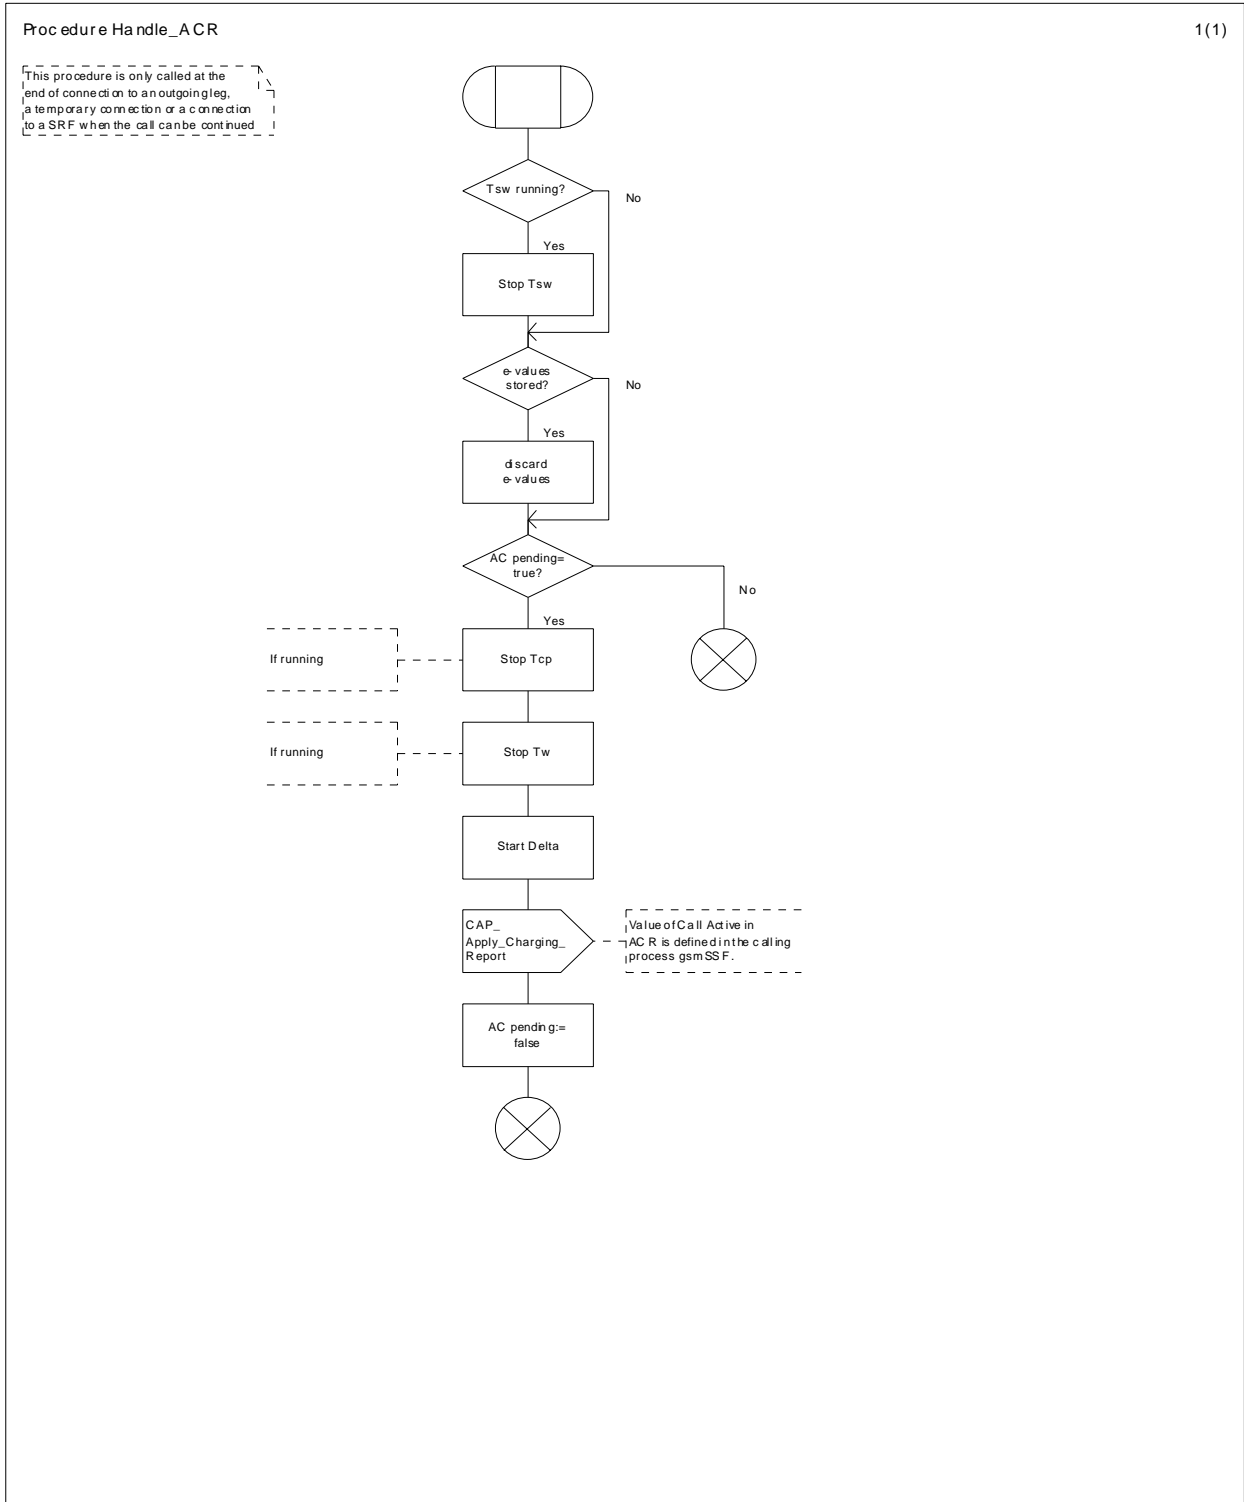 Procedure Handle_ACR
1(1)
This procedure is only called at the
end of connection to an outgoing leg,
a temporary connection or a connection
to a SRF when the call can be continued
Tsw running?
No
Yes
Stop Tsw
e-values
stored?
No
Yes
discard
e-values
AC pending=
true?
No
Yes
If running
Stop Tcp
If running
Stop Tw
Start Delta
CAP_
Apply_Charging_
Report
Value of Call Active in
ACR is defined in the calling
process gsmSSF.
AC pending:=
false